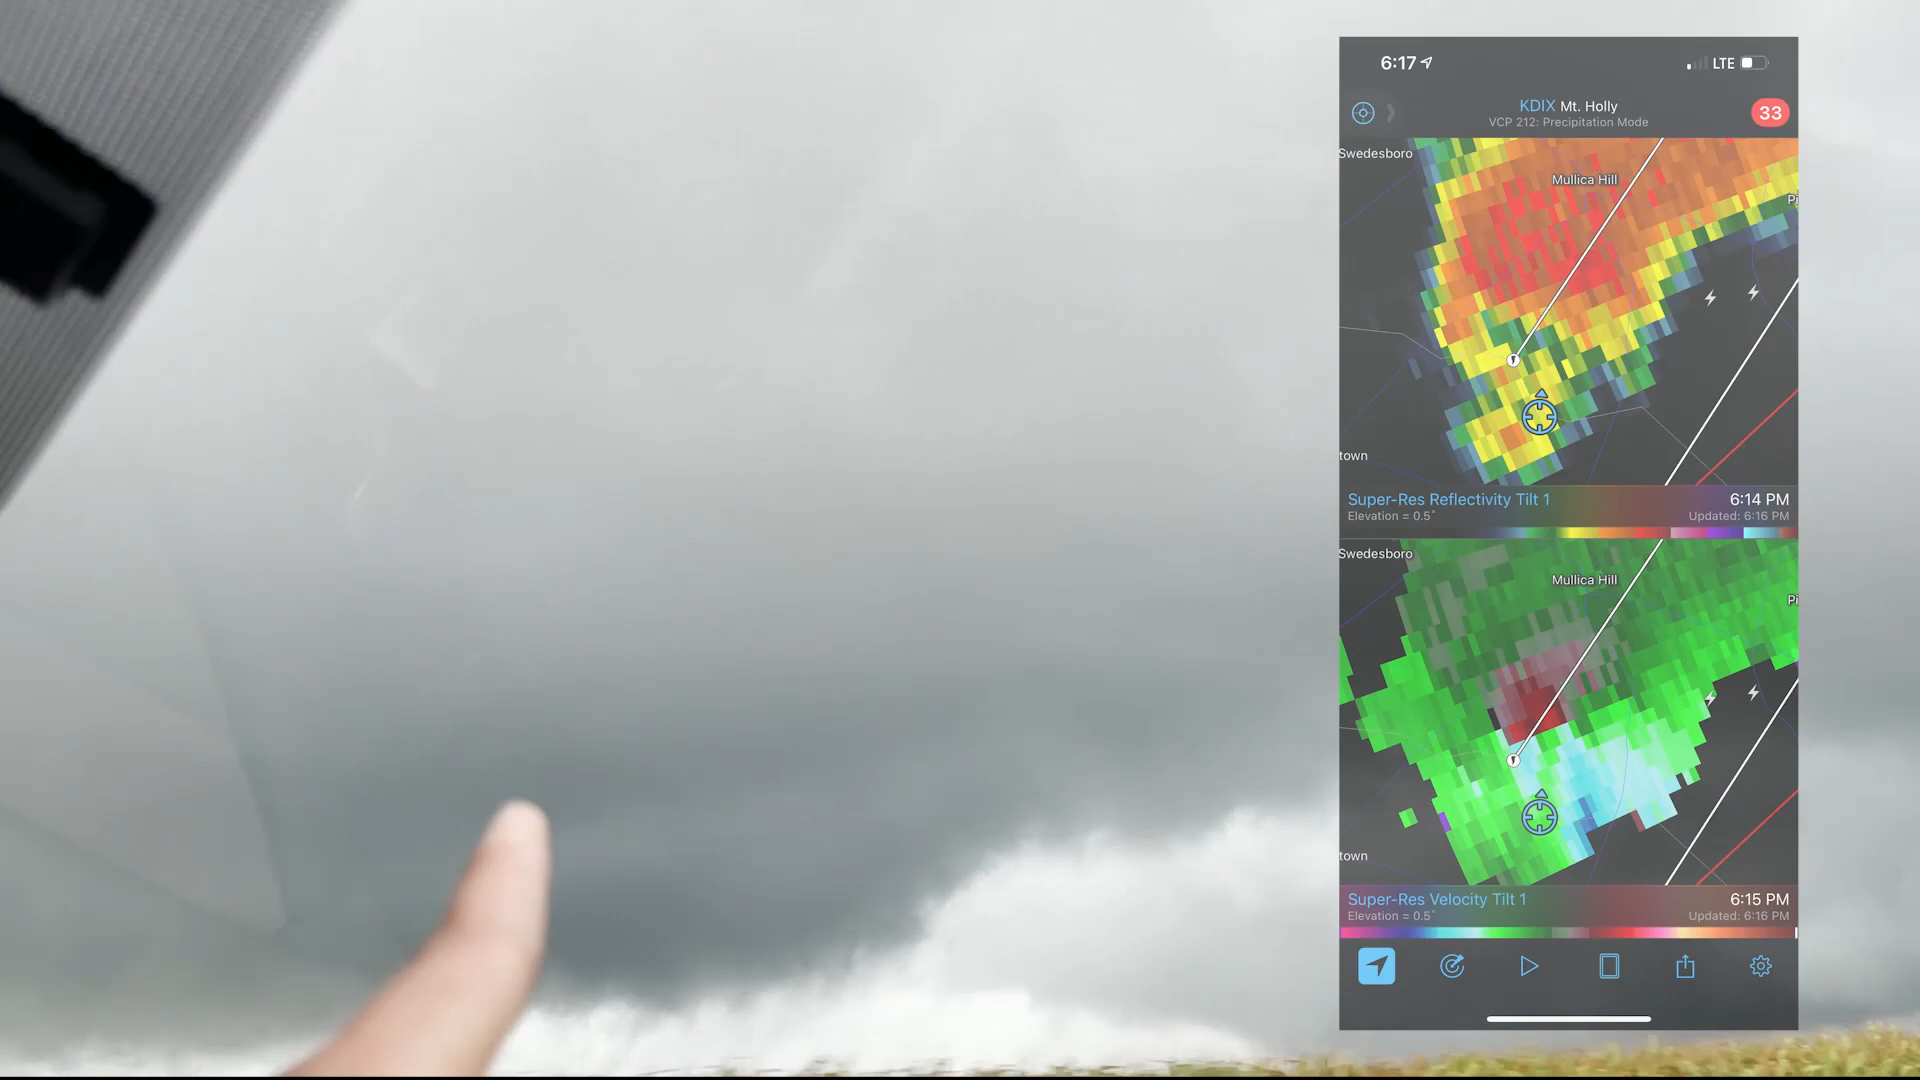 6:17
LTE
KDIX Mt. Holly
VCP 212: Precipitation Mode
33
Swedesboro
Mullica Hill
Pi
town
Super-Res Reflectivity Tilt 1
6:14 PM
Elevation = 0.5°
Updated: 6:16 PM
Swedesboro
Mullica Hill
Pi
town
Super-Res Velocity Tilt 1
6:15 PM
Elevation = 0.5°
Updated: 6:16 PM